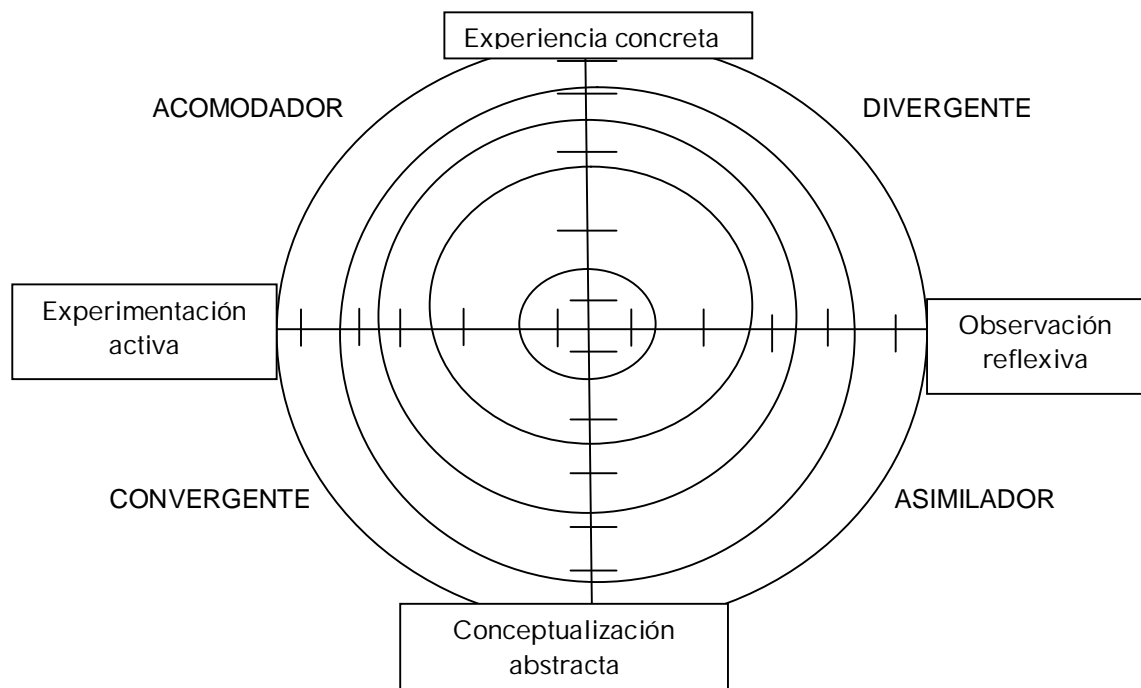 Experiencia concreta
ACOMODADOR
DIVERGENTE
Experimentación
activa
Observación
reflexiva
CONVERGENTE
ASIMILADOR
Conceptualización
abstracta